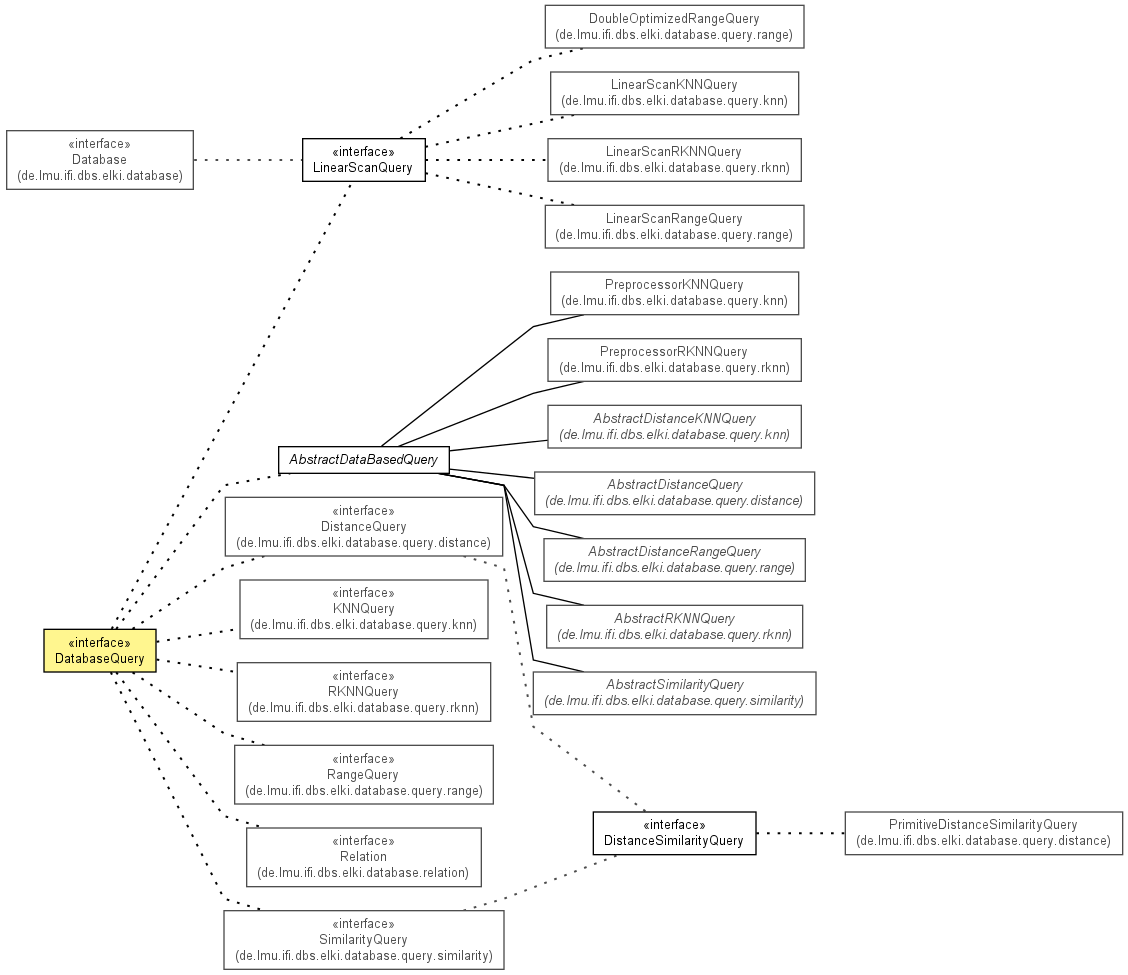 DoubleOptimizedRangeQuery
(de.lmu.ifi.dbs.elki.database.query.range)
LinearScanKNNQuery
(de.lmu.ifi.dbs.elki.database.query.knn)
«interface»
Database
(de.lmu.ifi.dbs.elki.database)
«interface»
LinearScanQuery
LinearScanRKNNQuery
(de.lmu.ifi.dbs.elki.database.query.rknn)
LinearScanRangeQuery
(de.lmu.ifi.dbs.elki.database.query.range)
PreprocessorKNNQuery
(de.lmu.ifi.dbs.elki.database.query.knn)
PreprocessorRKNNQuery
(de.lmu.ifi.dbs.elki.database.query.rknn)
AbstractDistanceKNNQuery
(de.lmu.ifi.dbs.elki.database.query.knn)
AbstractDataBasedQuery
AbstractDistanceQuery
(de.lmu.ifi.dbs.elki.database.query.distance)
«interface»
DistanceQuery
(de.lmu.ifi.dbs.elki.database.query.distance)
AbstractDistanceRangeQuery
(de.lmu.ifi.dbs.elki.database.query.range)
«interface»
KNNQuery
(de.lmu.ifi.dbs.elki.database.query.knn)
AbstractRKNNQuery
(de.lmu.ifi.dbs.elki.database.query.rknn)
«interface»
DatabaseQuery
«interface»
RKNNQuery
(de.lmu.ifi.dbs.elki.database.query.rknn)
AbstractSimilarityQuery
(de.lmu.ifi.dbs.elki.database.query.similarity)
«interface»
RangeQuery
(de.lmu.ifi.dbs.elki.database.query.range)
«interface»
DistanceSimilarityQuery
PrimitiveDistanceSimilarityQuery
(de.lmu.ifi.dbs.elki.database.query.distance)
«interface»
Relation
(de.lmu.ifi.dbs.elki.database.relation)
«interface»
SimilarityQuery
(de.lmu.ifi.dbs.elki.database.query.similarity)